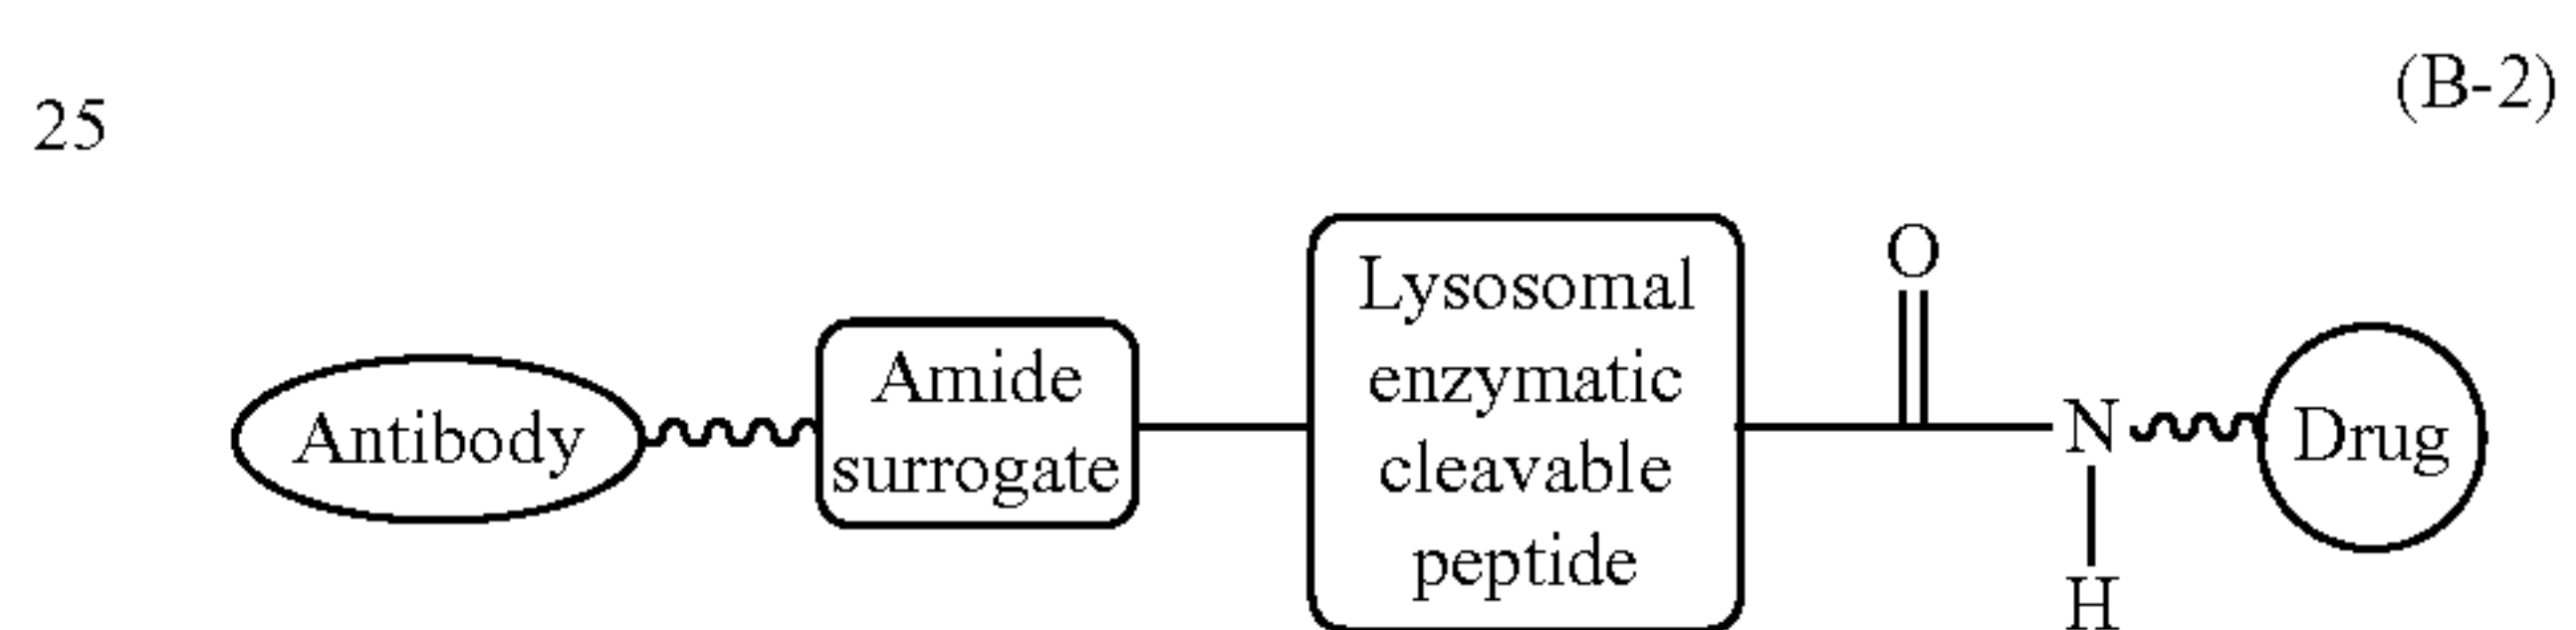 (B-2)
25
Antibody
Amide
surrogate
Lysosomal
enzymatic
cleavable
peptide
O
N
H
Drug